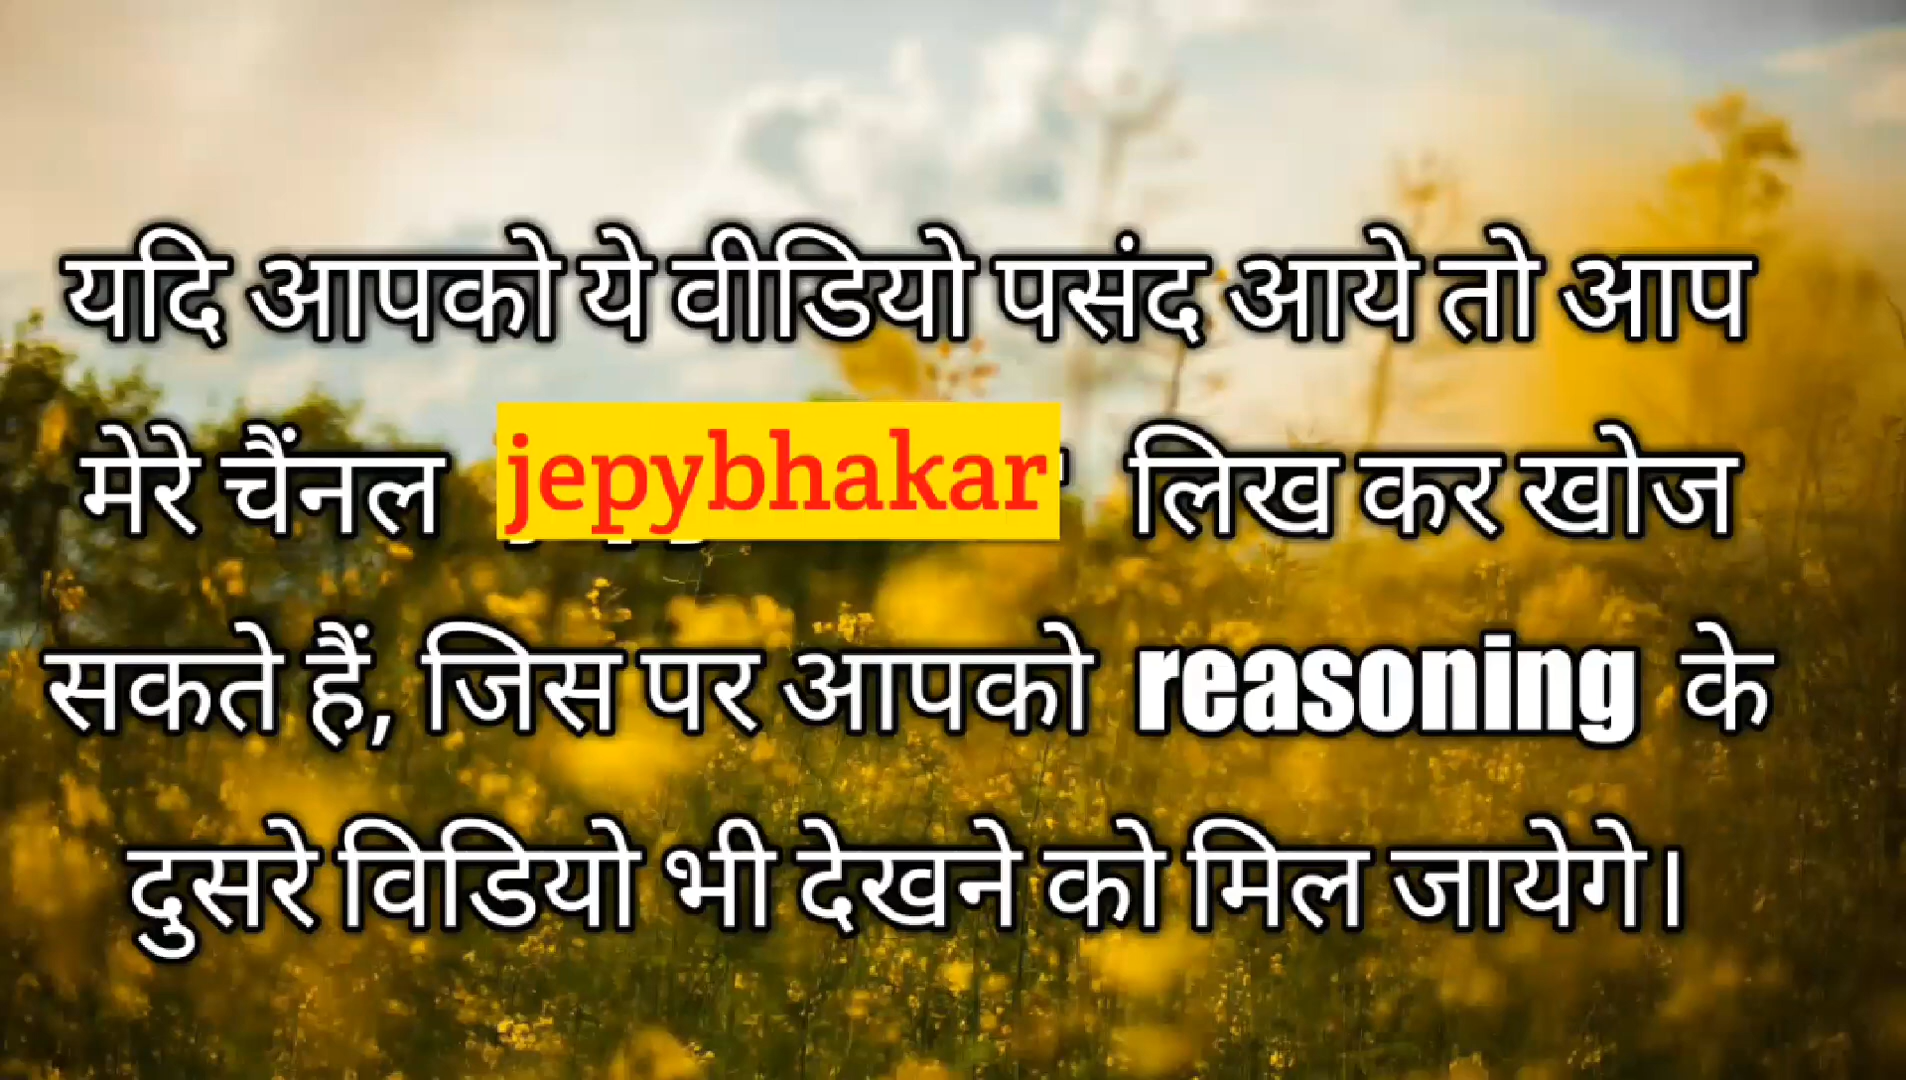 यदि आपको ये वीडियो पसंद आये तो आप
मेरे चैंनल jepybhakar लिख कर खोज
सकते हैं, जिस पर आपको reasoning के
दुसरे विडियो भी देखने को मिल जायेगे।